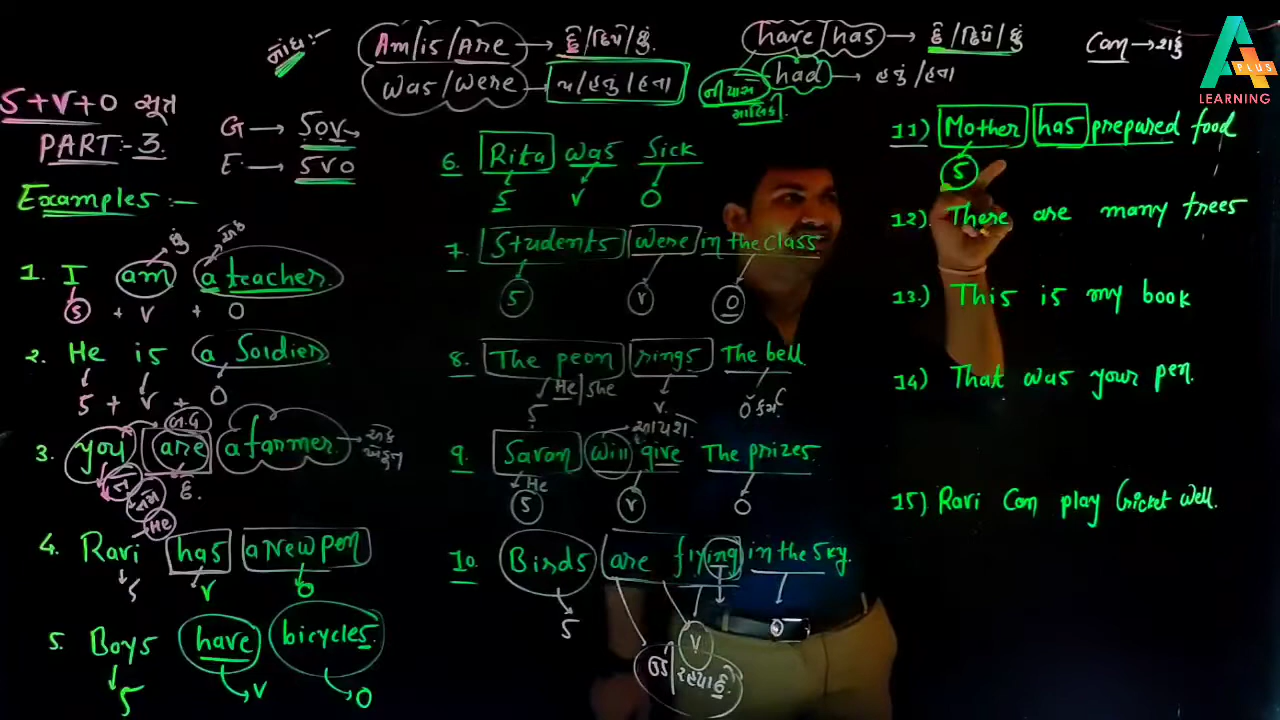 નોંધ:-
Am/is/Are → છે/છીએ/છું.
Was/Were → હતો/હતું/હતા
have/has → છે/છીએ/છું
had → હતું/હતા
ની પાસે
માલિકી.
Can → શકું
A+
PLUS
LEARNING
S+V+O સૂત્ર
PART:-3.
G → SOV
E → SVO
Examples :-
1. I am a teacher.
છું એક
S + V + O
2. He is a Soldier
S + V + O
3. you are a farmer
છે.
He
4. Ravi has a New pen
S V O
5. Boys have bicycles.
S V O
6. Rita was Sick
S V O
7. Students were in the Class
S V O
8. The peon rings The bell
He/She
S V. કર્મ
9. Savan will give The prizes.
He
S V O
10. Birds are flying in the Sky.
S V O
રહ્યા છે.
11) Mother has prepared food
S
12). There are many trees
13.) This is my book
14) That was your pen.
15) Ravi Can play Cricket well.